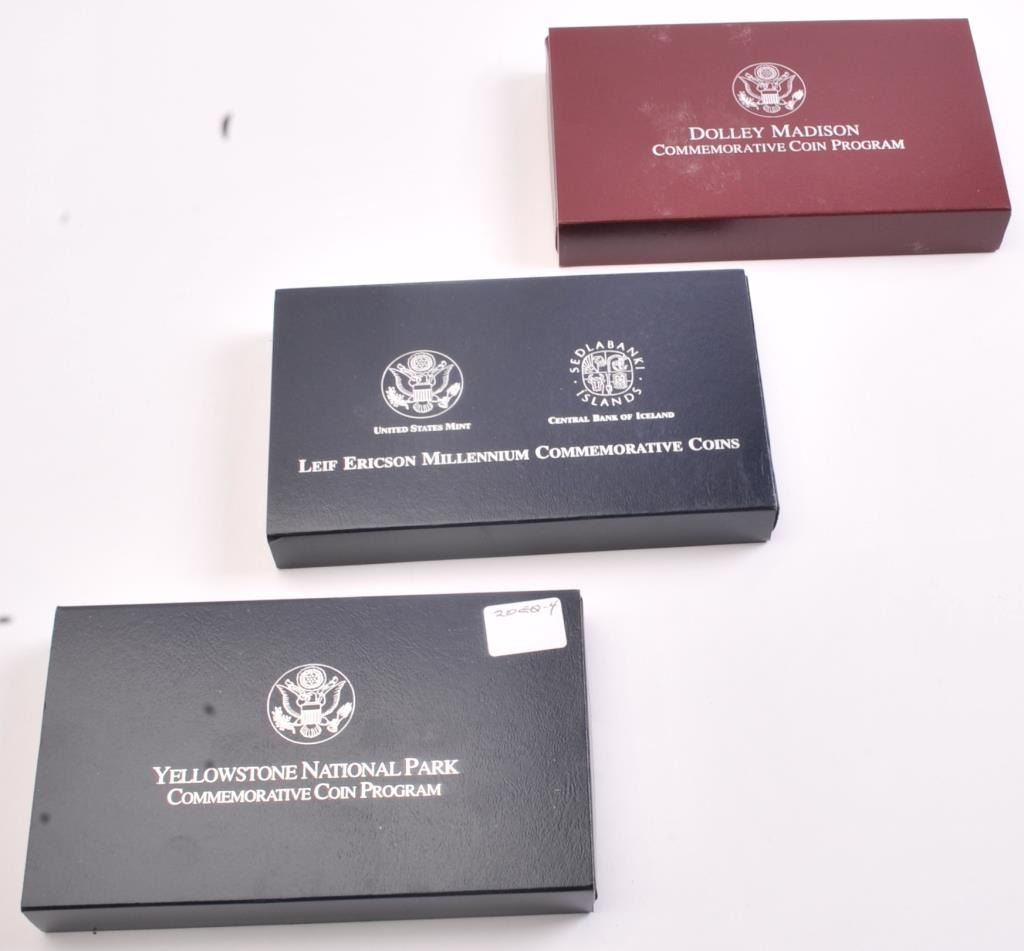 DOLLEY MADISON
COMMEMORATIVE COIN PROGRAM
SEDLABANKI
ÍSLANDS
UNITED STATES MINT
CENTRAL BANK OF ICELAND
LEIF ERICSON MILLENNIUM COMMEMORATIVE COINS
YELLOWSTONE NATIONAL PARK
COMMEMORATIVE COIN PROGRAM